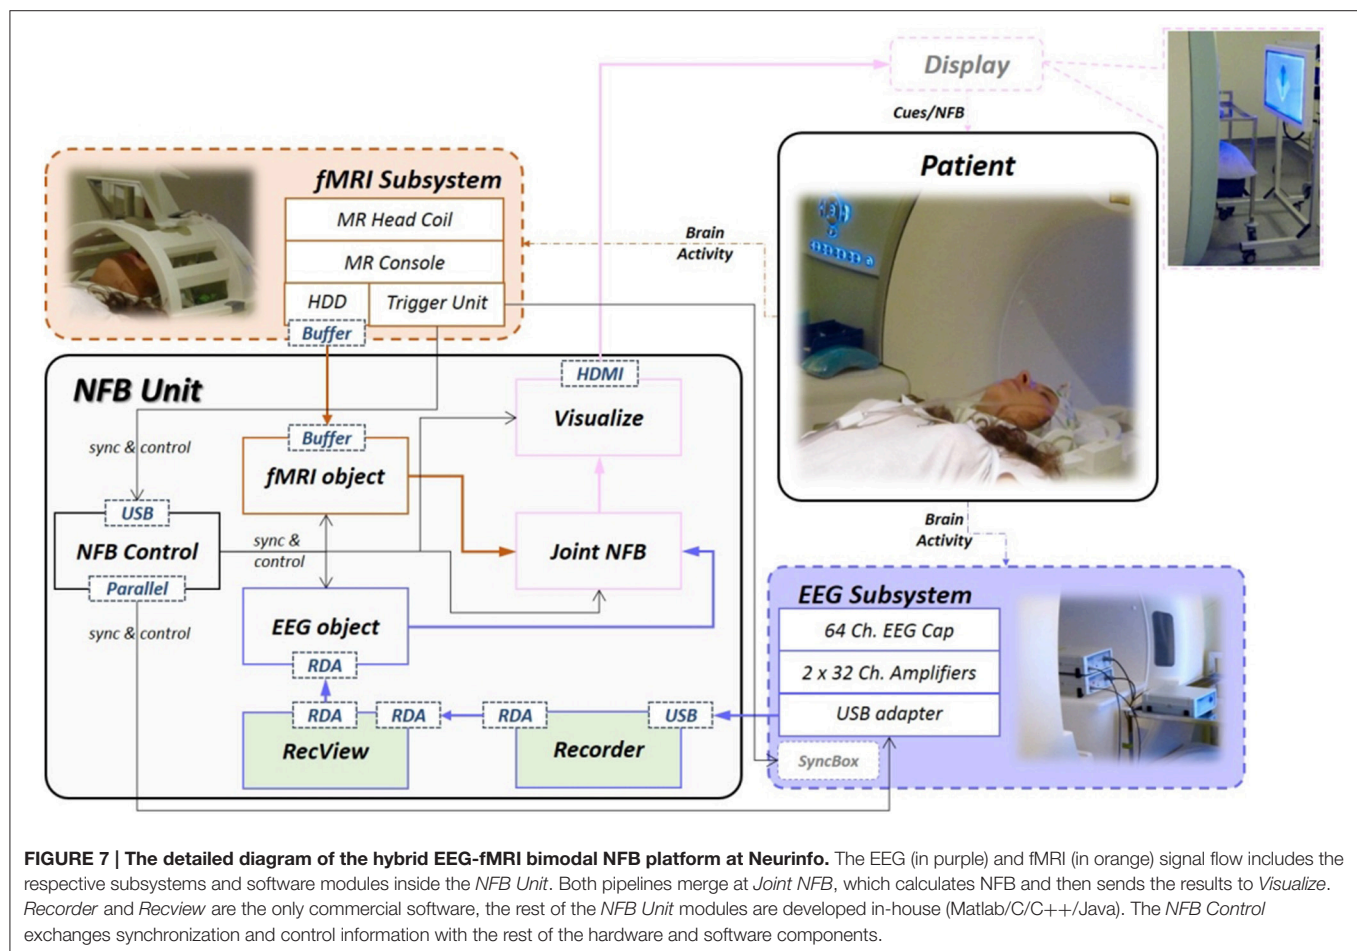 Display
Cues/NFB
Patient
fMRI Subsystem
MR Head Coil
MR Console
HDD
Trigger Unit
Buffer
Brain
Activity
NFB Unit
HDMI
Visualize
sync & control
Buffer
fMRI object
USB
NFB Control
Parallel
sync &
control
Joint NFB
sync & control
EEG object
RDA
Brain
Activity
EEG Subsystem
64 Ch. EEG Cap
2 x 32 Ch. Amplifiers
USB adapter
SyncBox
RDA
RDA
RecView
RDA
USB
Recorder
FIGURE 7 | The detailed diagram of the hybrid EEG-fMRI bimodal NFB platform at Neurinfo. The EEG (in purple) and fMRI (in orange) signal flow includes the
respective subsystems and software modules inside the NFB Unit. Both pipelines merge at Joint NFB, which calculates NFB and then sends the results to Visualize.
Recorder and Recview are the only commercial software, the rest of the NFB Unit modules are developed in-house (Matlab/C/C++/Java). The NFB Control
exchanges synchronization and control information with the rest of the hardware and software components.